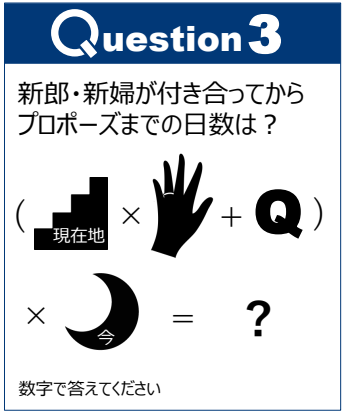 Question 3
新郎・新婦が付き合ってから
プロポーズまでの日数は？
( 現在地 × + Q )
× 今 = ?
数字で答えてください